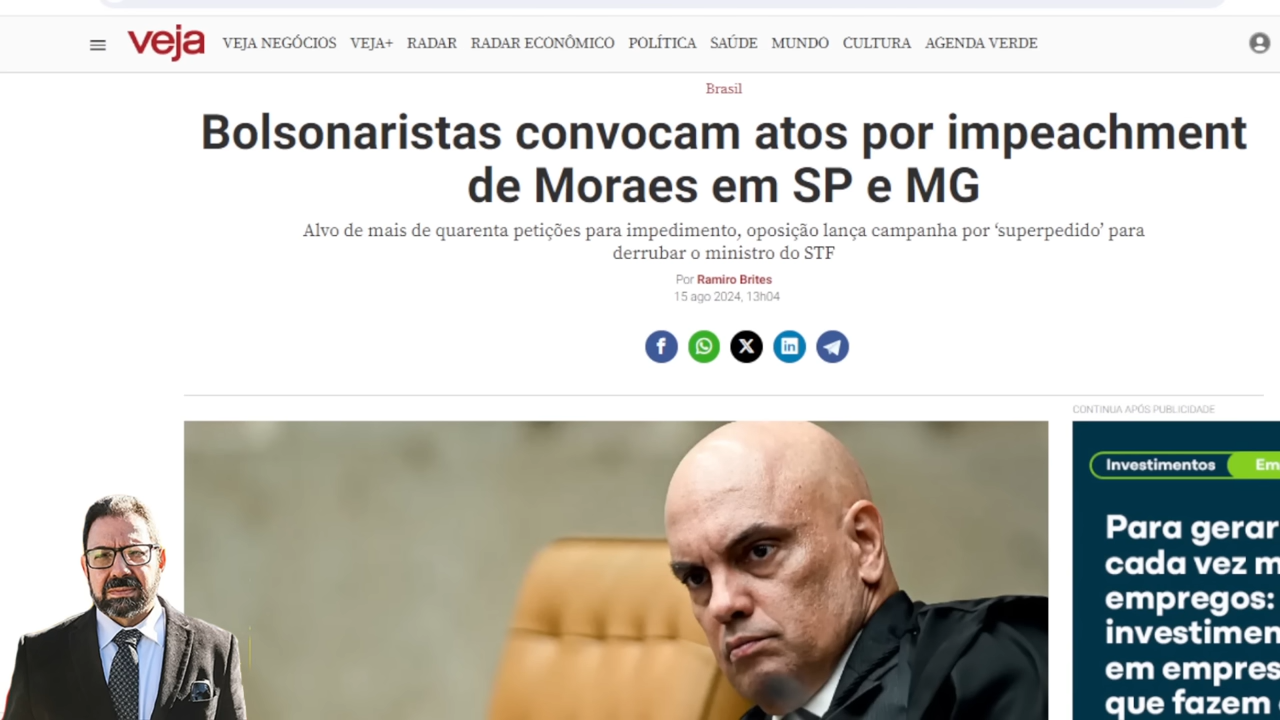 veja
VEJA NEGÓCIOS VEJA+ RADAR RADAR ECONÔMICO POLÍTICA SAÚDE MUNDO CULTURA AGENDA VERDE
Brasil
Bolsonaristas convocam atos por impeachment
de Moraes em SP e MG
Alvo de mais de quarenta petições para impedimento, oposição lança campanha por ‘superpedido’ para
derrubar o ministro do STF
Por Ramiro Brites
15 ago 2024, 13h04
CONTINUA APÓS PUBLICIDADE
Investimentos Em
Para gerar
cada vez m
empregos:
investimen
em empres
que fazem